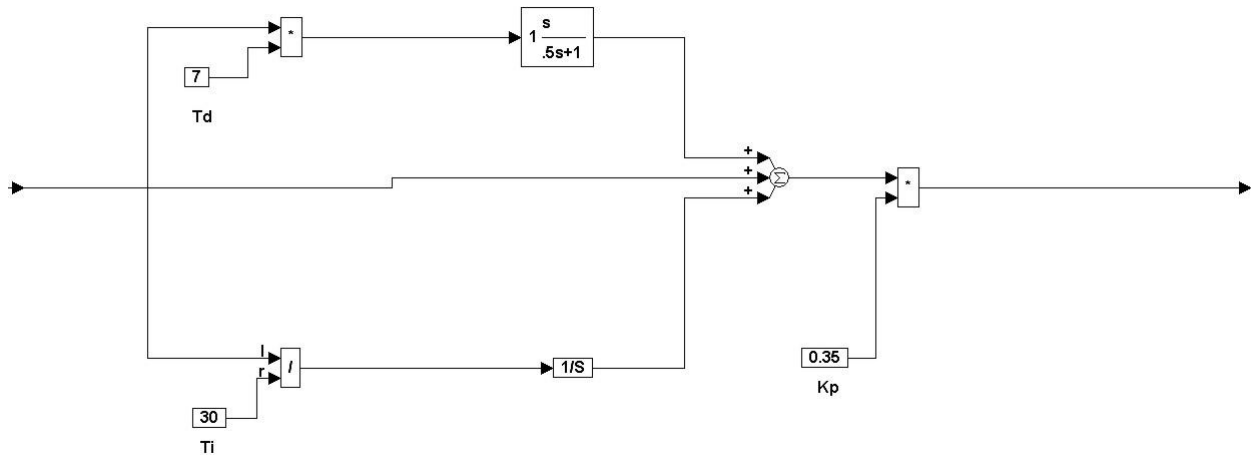 *
1 s
.5s+1
7
Td
+
+
+
Σ
*
l
r
/
1/S
0.35
Kp
30
Ti